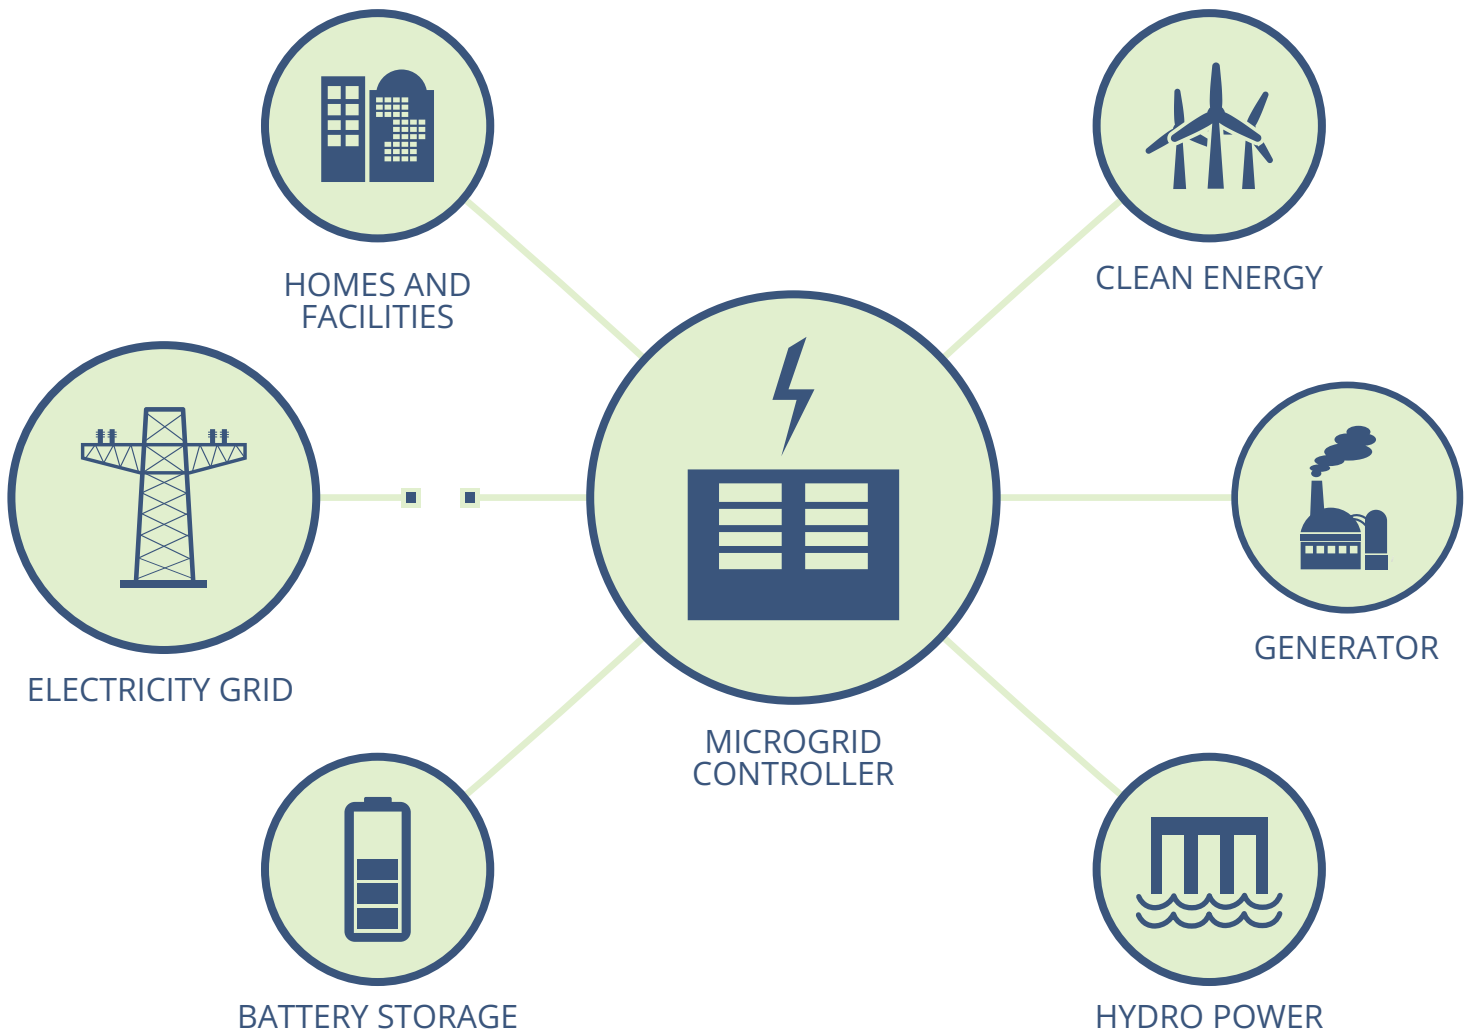 HOMES AND
FACILITIES
CLEAN ENERGY
ELECTRICITY GRID
MICROGRID
CONTROLLER
GENERATOR
BATTERY STORAGE
HYDRO POWER